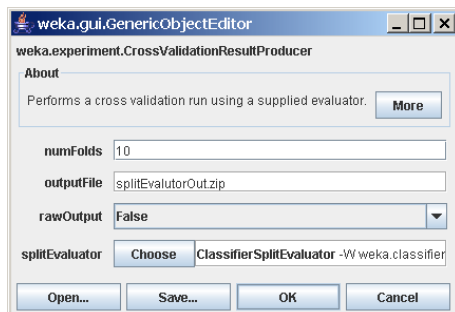 weka.gui.GenericObjectEditor
weka.experiment.CrossValidationResultProducer
About
Performs a cross validation run using a supplied evaluator.
More
numFolds 10
outputFile splitEvalutorOut.zip
rawOutput False
splitEvaluator Choose ClassifierSplitEvaluator -W weka.classifier
Open... Save... OK Cancel